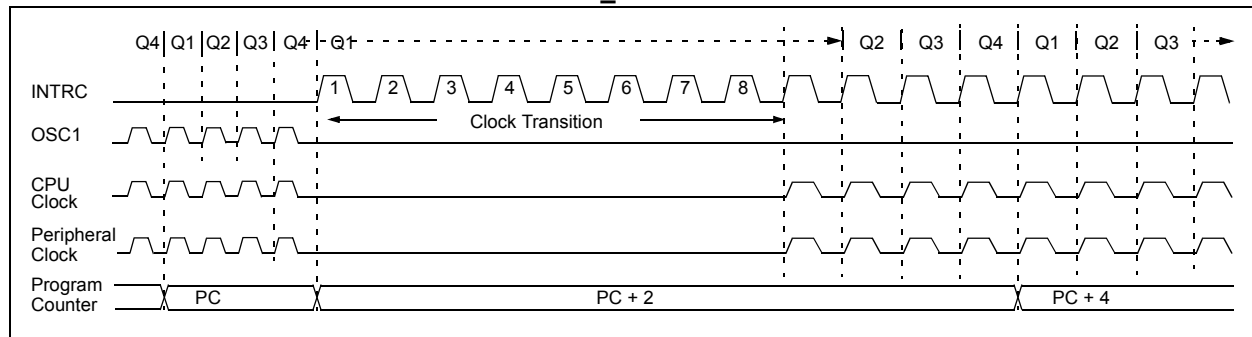 Q4 Q1 Q2 Q3 Q4 Q1 Q2 Q3 Q4 Q1 Q2 Q3
INTRC 1 2 3 4 5 6 7 8
Clock Transition
OSC1
CPU
Clock
Peripheral
Clock
Program
Counter
PC PC + 2 PC + 4